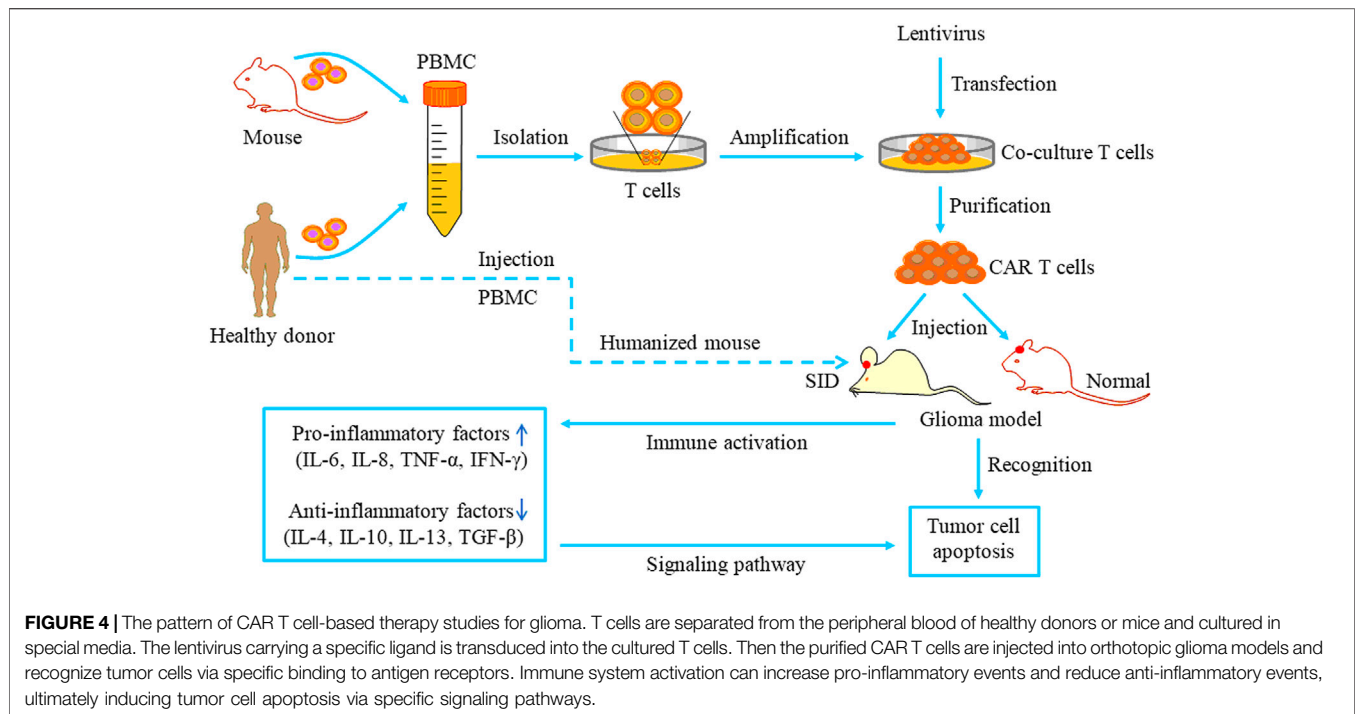 Lentivirus
PBMC
Transfection
Mouse
Isolation
Amplification
T cells
Co-culture T cells
Purification
CAR T cells
Injection
PBMC
Healthy donor
Injection
Humanized mouse
SID
Normal
Glioma model
Pro-inflammatory factors ↑
(IL-6, IL-8, TNF-α, IFN-γ)
Immune activation
Recognition
Anti-inflammatory factors ↓
(IL-4, IL-10, IL-13, TGF-β)
Signaling pathway
Tumor cell
apoptosis
FIGURE 4 | The pattern of CAR T cell-based therapy studies for glioma. T cells are separated from the peripheral blood of healthy donors or mice and cultured in
special media. The lentivirus carrying a specific ligand is transduced into the cultured T cells. Then the purified CAR T cells are injected into orthotopic glioma models and
recognize tumor cells via specific binding to antigen receptors. Immune system activation can increase pro-inflammatory events and reduce anti-inflammatory events,
ultimately inducing tumor cell apoptosis via specific signaling pathways.